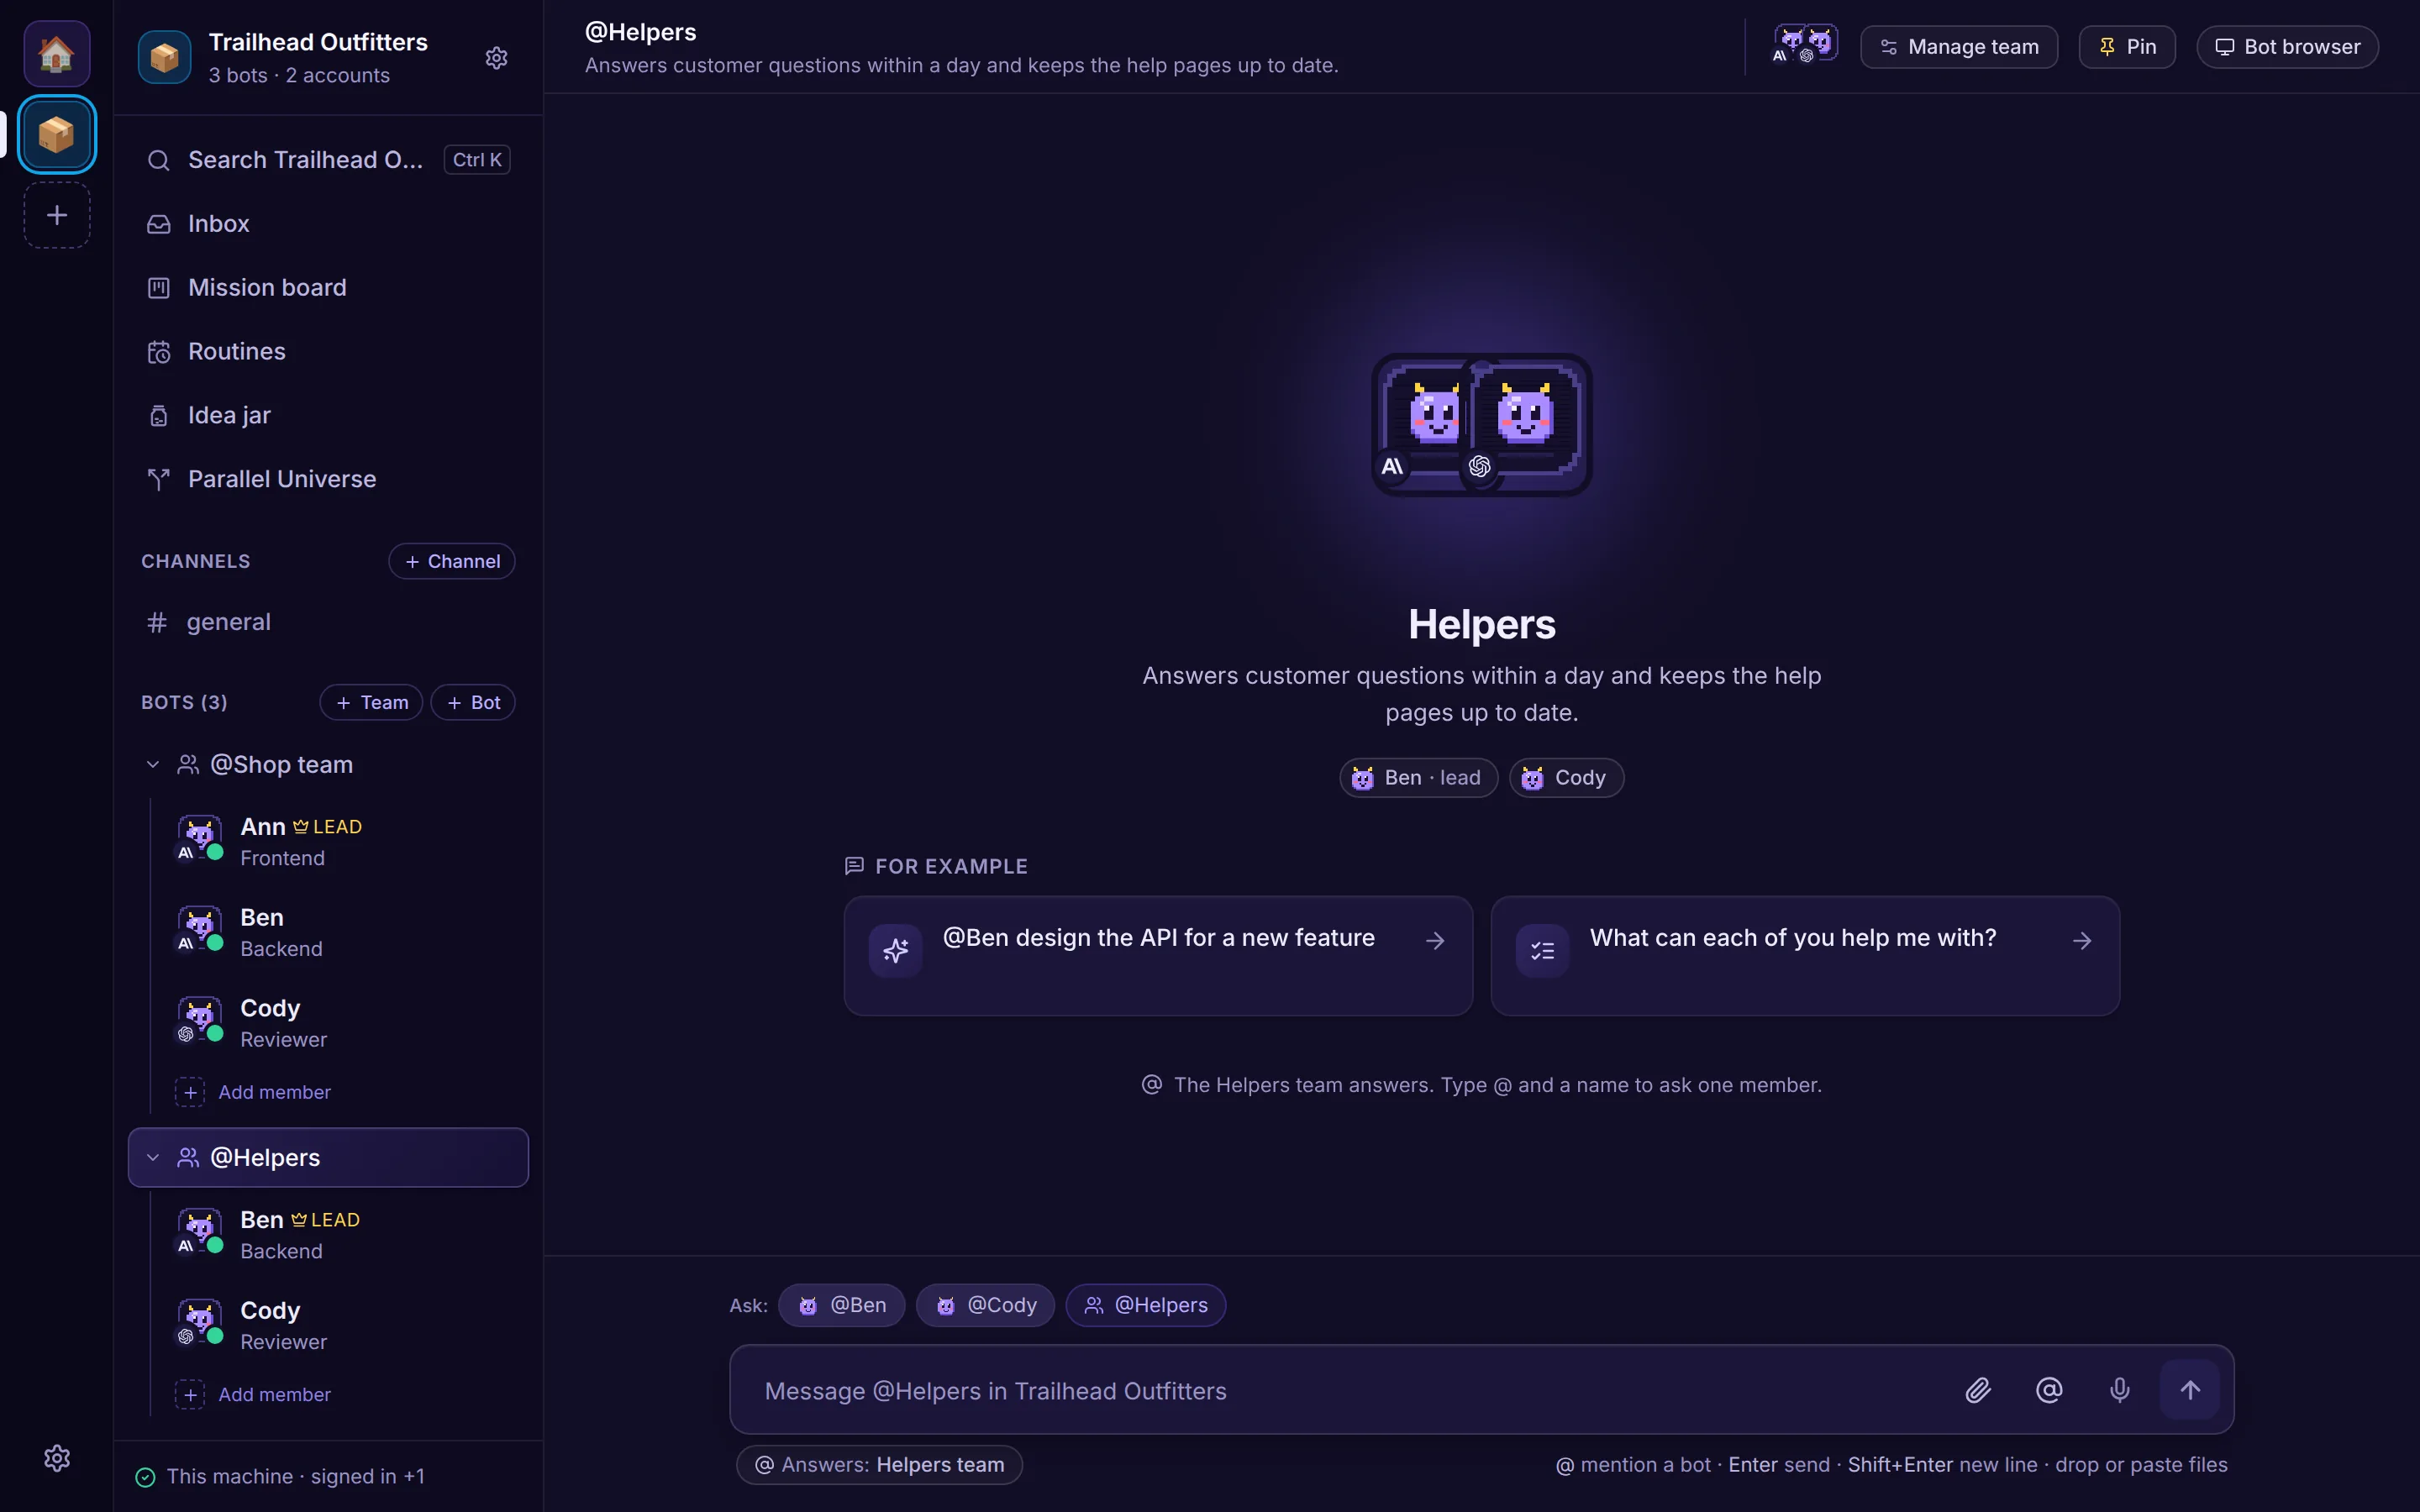 Trailhead Outfitters
3 bots · 2 accounts
Search Trailhead O...
Ctrl K
Inbox
Mission board
Routines
Idea jar
Parallel Universe
CHANNELS
+ Channel
# general
BOTS (3)
+ Team
+ Bot
@Shop team
Ann LEAD
Frontend
Ben
Backend
Cody
Reviewer
+ Add member
@Helpers
Ben LEAD
Backend
Cody
Reviewer
+ Add member
This machine · signed in +1
@Helpers
Answers customer questions within a day and keeps the help pages up to date.
Manage team
Pin
Bot browser
Helpers
Answers customer questions within a day and keeps the help
pages up to date.
Ben · lead
Cody
FOR EXAMPLE
@Ben design the API for a new feature
What can each of you help me with?
@ The Helpers team answers. Type @ and a name to ask one member.
Ask:
@Ben
@Cody
@Helpers
Message @Helpers in Trailhead Outfitters
@ Answers: Helpers team
@ mention a bot · Enter send · Shift+Enter new line · drop or paste files